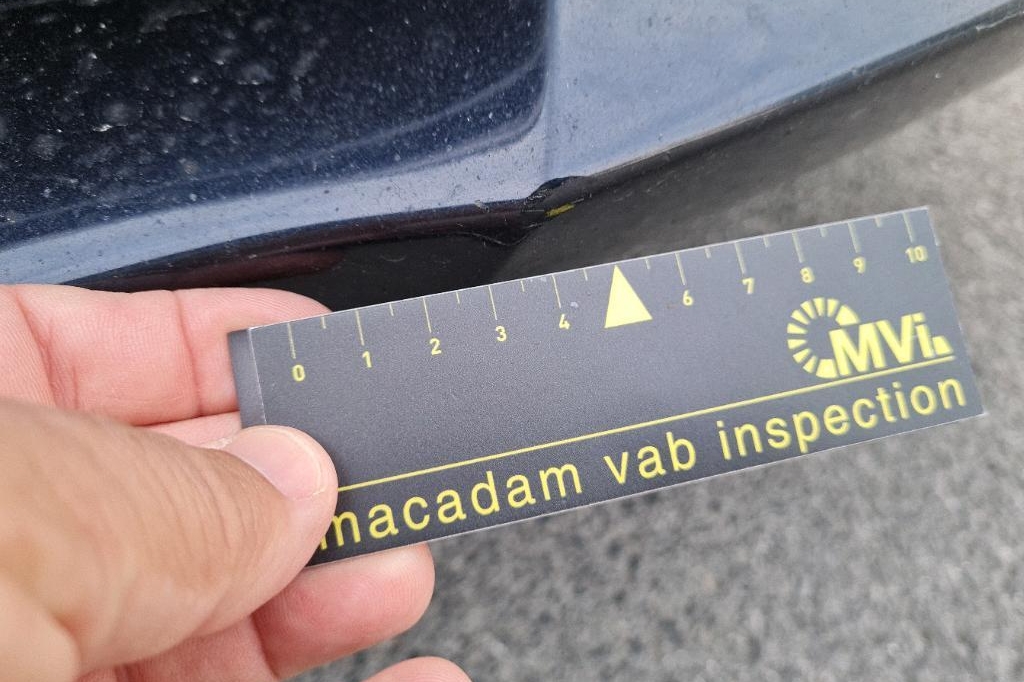 0 1 2 3 4 6 7 8 9 10
MVi.
macadam vab inspection